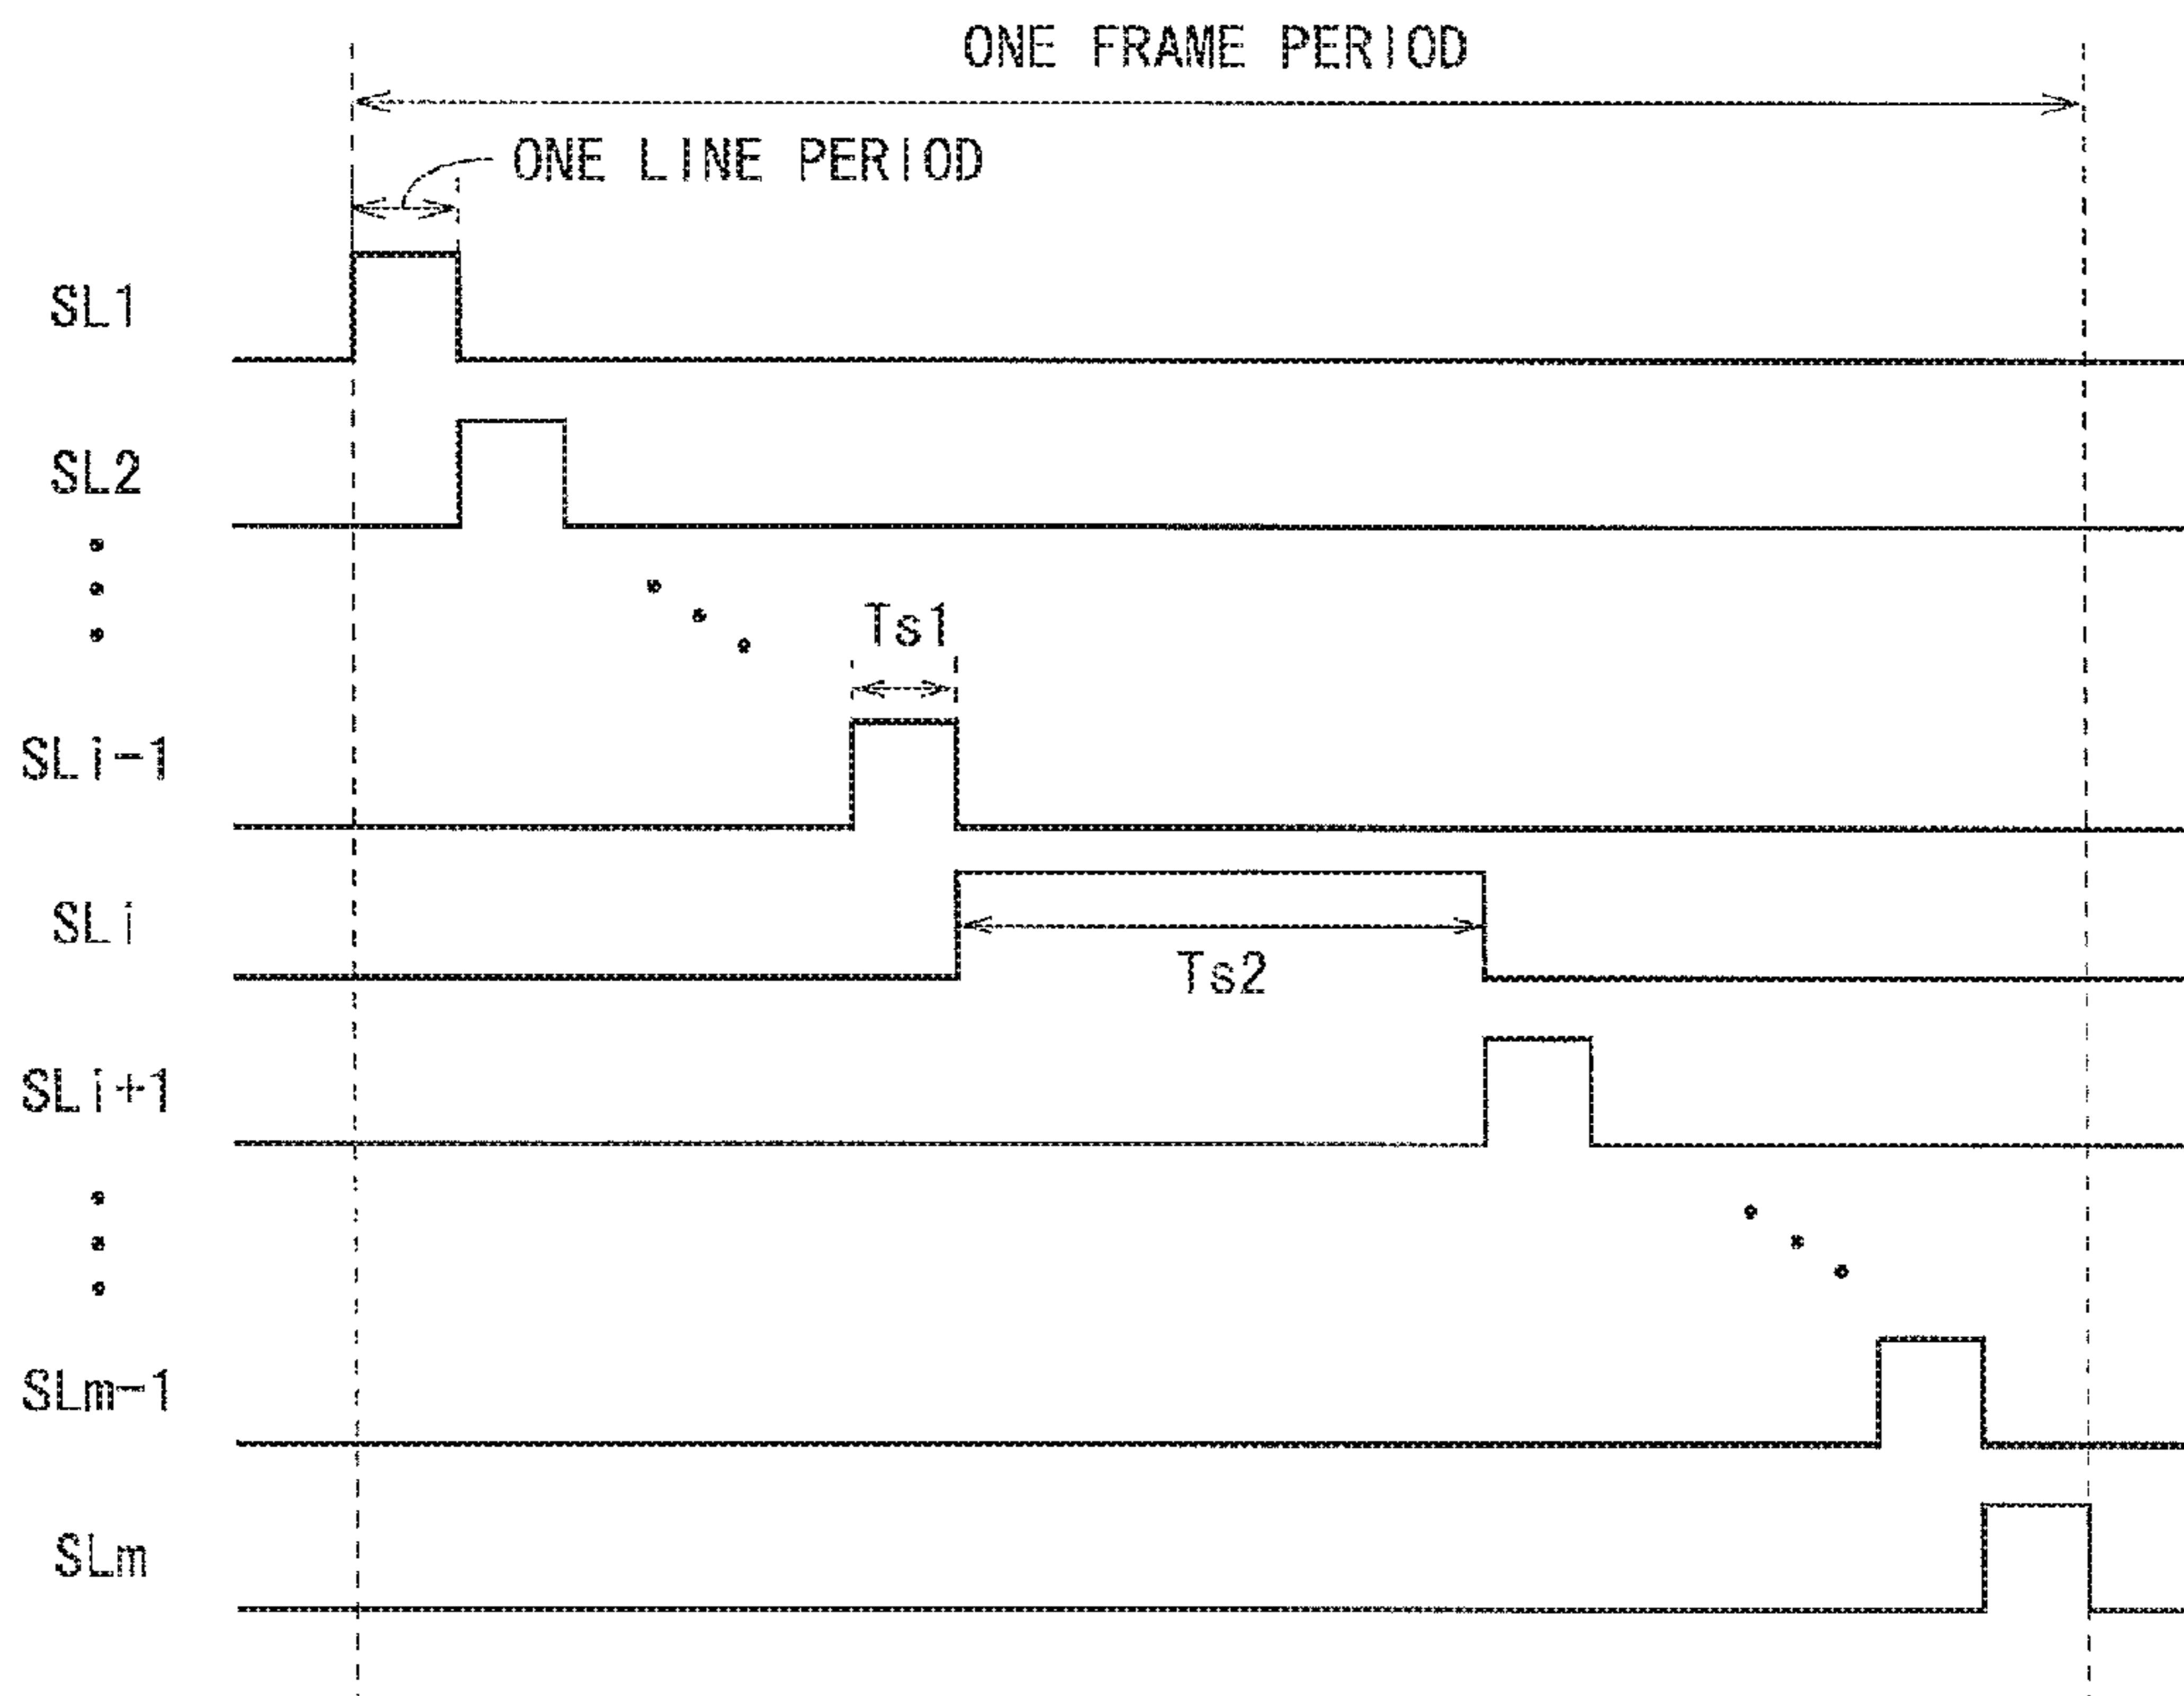 ONE FRAME PERIOD
ONE LINE PERIOD
SL1
SL2
Ts1
SLi-1
SLi
Ts2
SLi+1
SLm-1
SLm